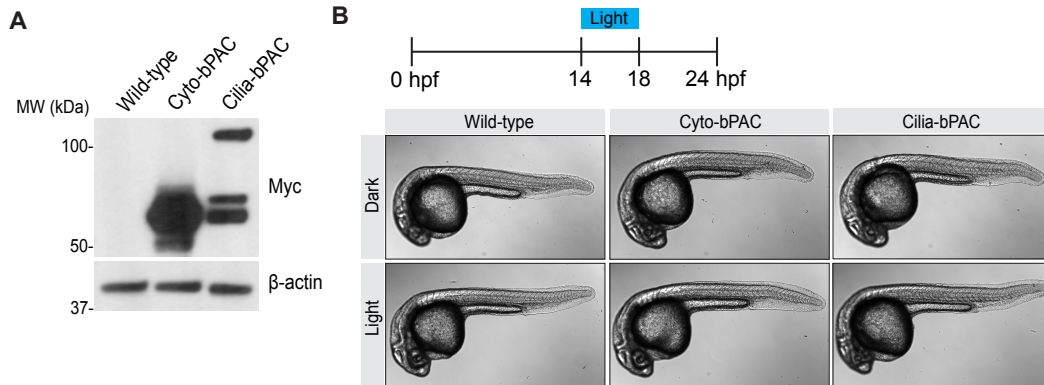 A
Wild-type
Cyto-bPAC
Cilia-bPAC
MW (kDa)
100-
Myc
50-
β-actin
37-
B
Light
0 hpf
14
18
24 hpf
Wild-type
Cyto-bPAC
Cilia-bPAC
Dark
Light